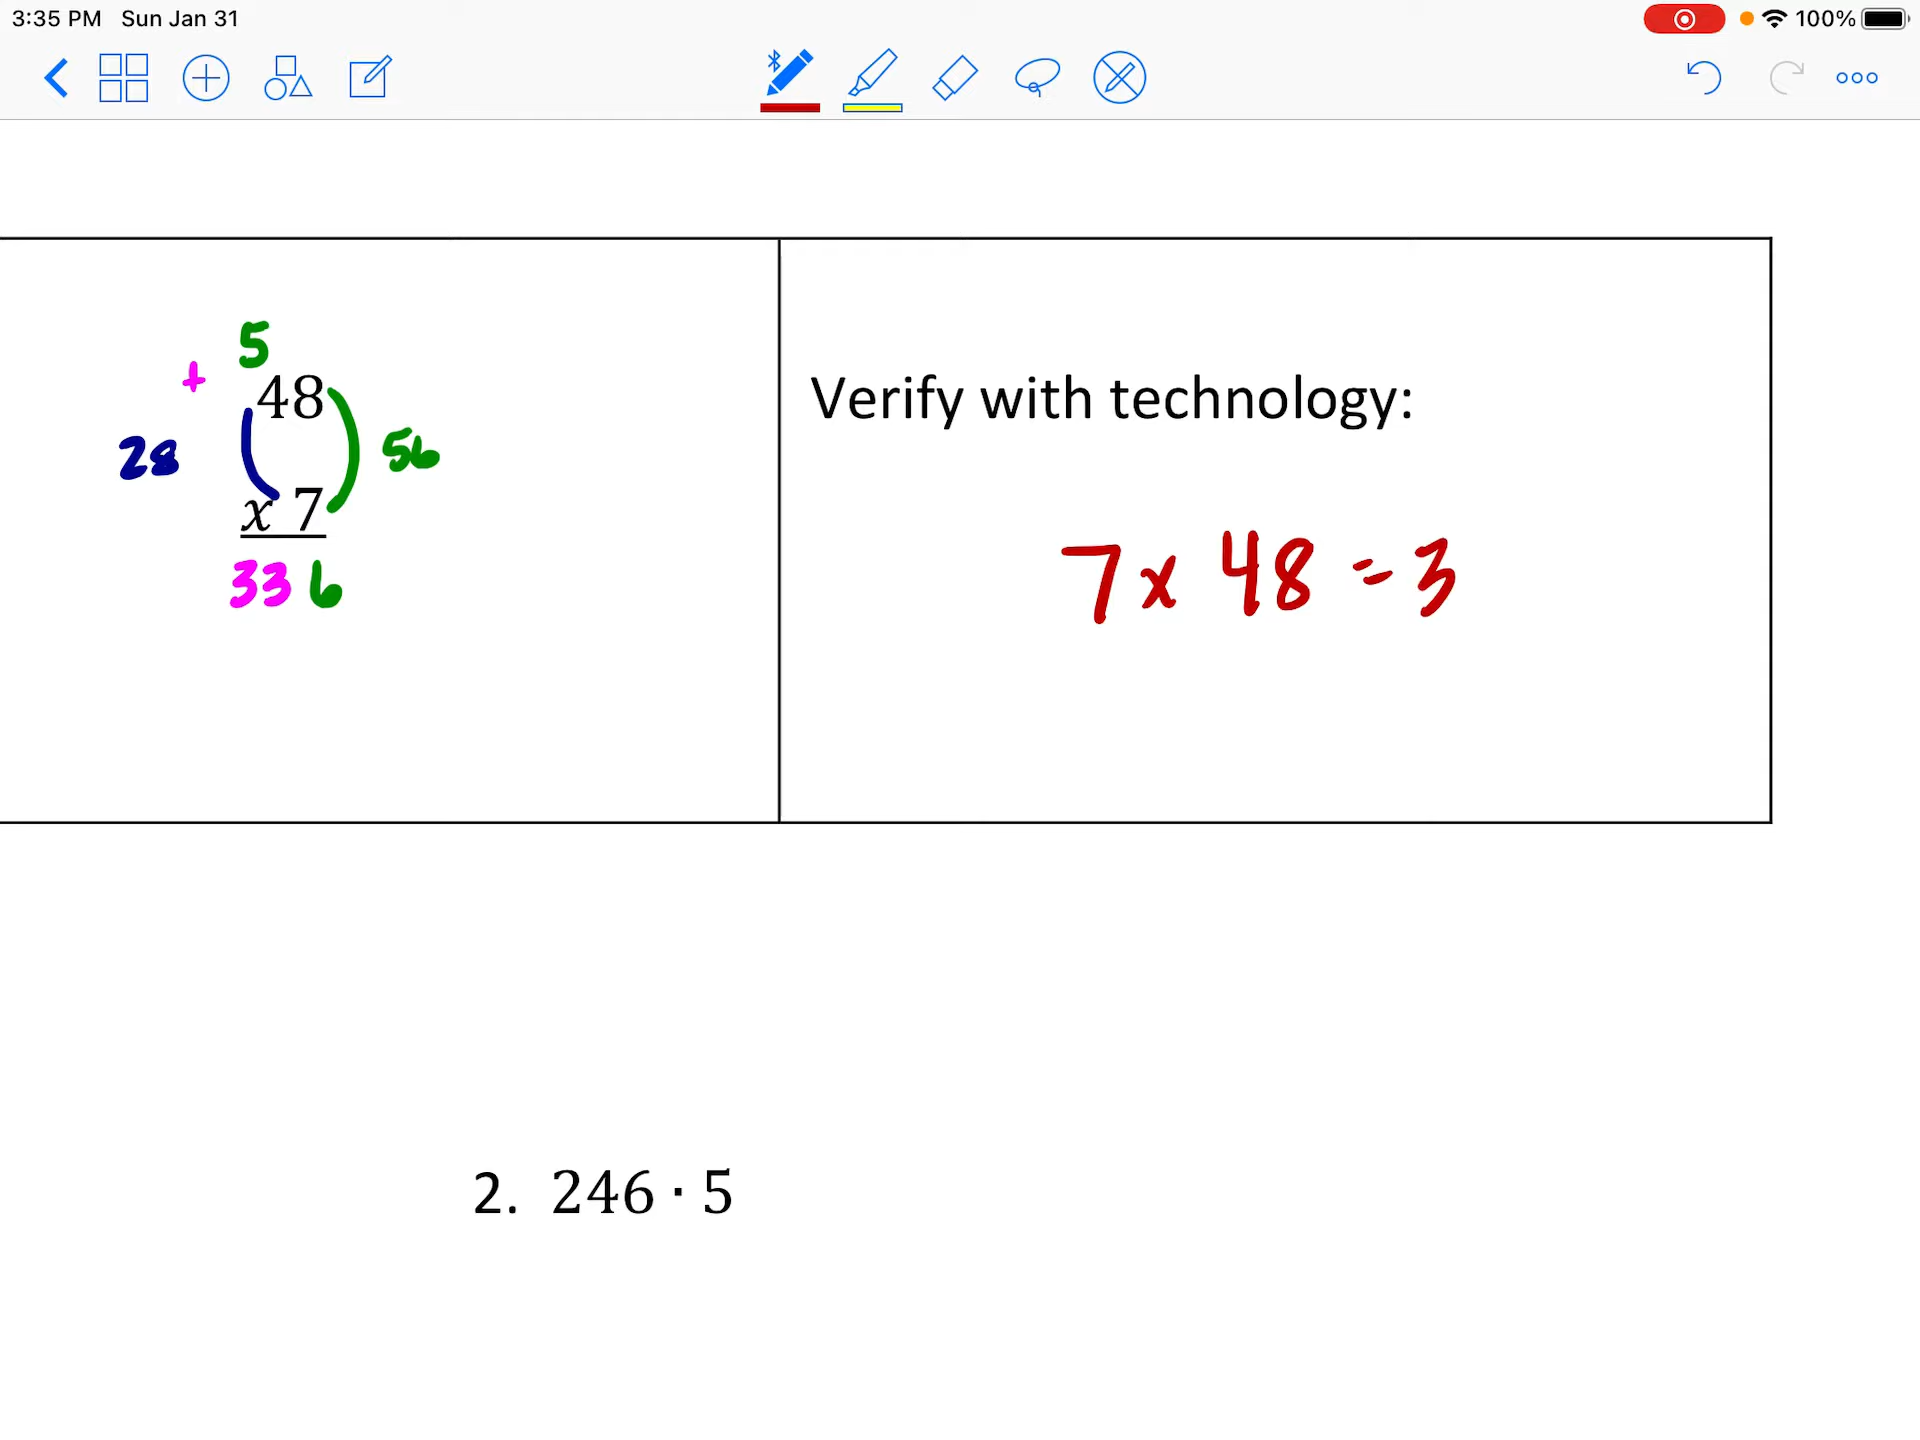 3:35 PM Sun Jan 31
100%
5
+
48
28
56
x 7
336
Verify with technology:
7 x 48 = 3
2. 246 · 5